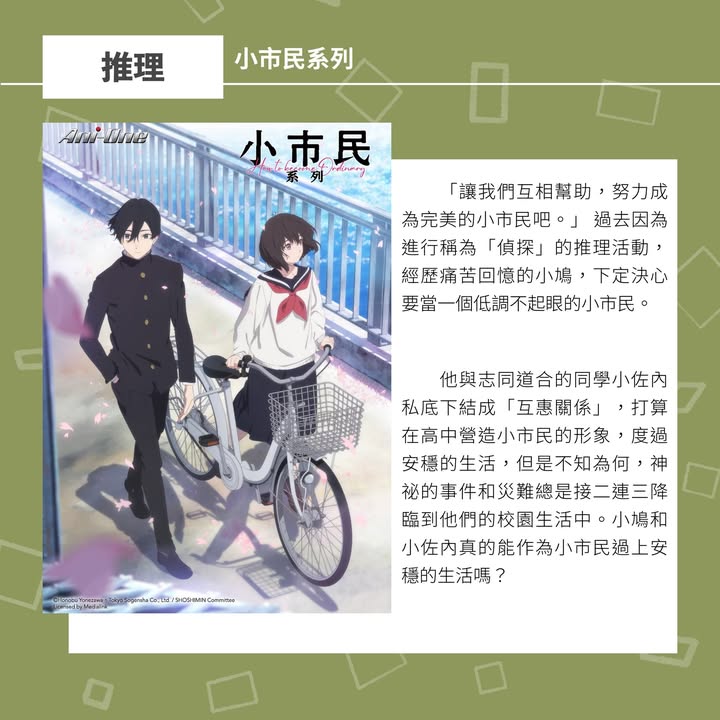 推理
小市民系列
Ani-One
小市民
How to become Ordinary
系列
©Honobu Yonezawa・Tokyo Sogensha Co., Ltd. / SHOSHIMIN Committee
Licensed by Medialink
「讓我們互相幫助，努力成
為完美的小市民吧。」 過去因為
進行稱為「偵探」的推理活動，
經歷痛苦回憶的小鳩，下定決心
要當一個低調不起眼的小市民。
他與志同道合的同學小佐內
私底下結成「互惠關係」，打算
在高中營造小市民的形象，度過
安穩的生活，但是不知為何，神
祕的事件和災難總是接二連三降
臨到他們的校園生活中。小鳩和
小佐內真的能作為小市民過上安
穩的生活嗎？